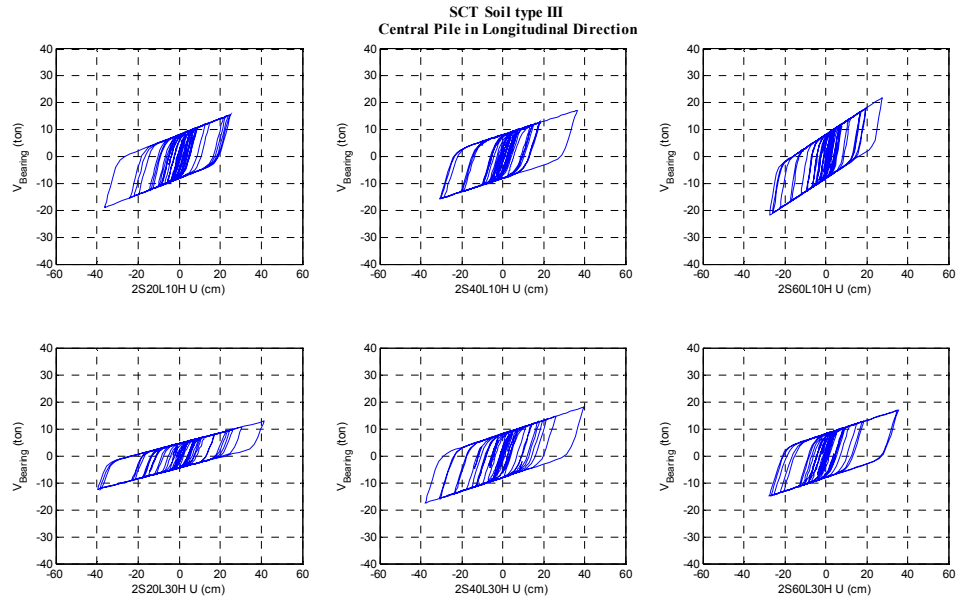 SCT Soil type III
Central Pile in Longitudinal Direction
40
30
20
10
0
-10
-20
-30
-40
V Bearing (ton)
-60 -40 -20 0 20 40 60
2S20L10H U (cm)
40
30
20
10
0
-10
-20
-30
-40
V Bearing (ton)
-60 -40 -20 0 20 40 60
2S40L10H U (cm)
40
30
20
10
0
-10
-20
-30
-40
V Bearing (ton)
-60 -40 -20 0 20 40 60
2S60L10H U (cm)
40
30
20
10
0
-10
-20
-30
-40
V Bearing (ton)
-60 -40 -20 0 20 40 60
2S20L30H U (cm)
40
30
20
10
0
-10
-20
-30
-40
V Bearing (ton)
-60 -40 -20 0 20 40 60
2S40L30H U (cm)
40
30
20
10
0
-10
-20
-30
-40
V Bearing (ton)
-60 -40 -20 0 20 40 60
2S60L30H U (cm)